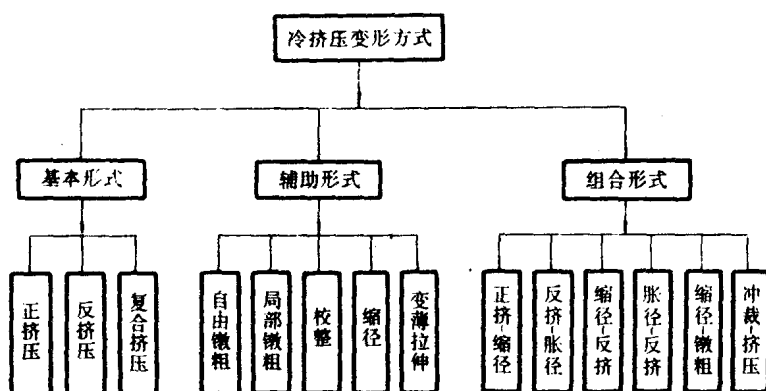 冷挤压变形方式
基本形式
辅助形式
组合形式
正挤压
反挤压
复合挤压
自由镦粗
局部镦粗
校整
缩径
变薄拉伸
正挤-缩径
反挤-胀径
缩径-反挤
胀径-反挤
缩径-镦粗
冲裁-挤压